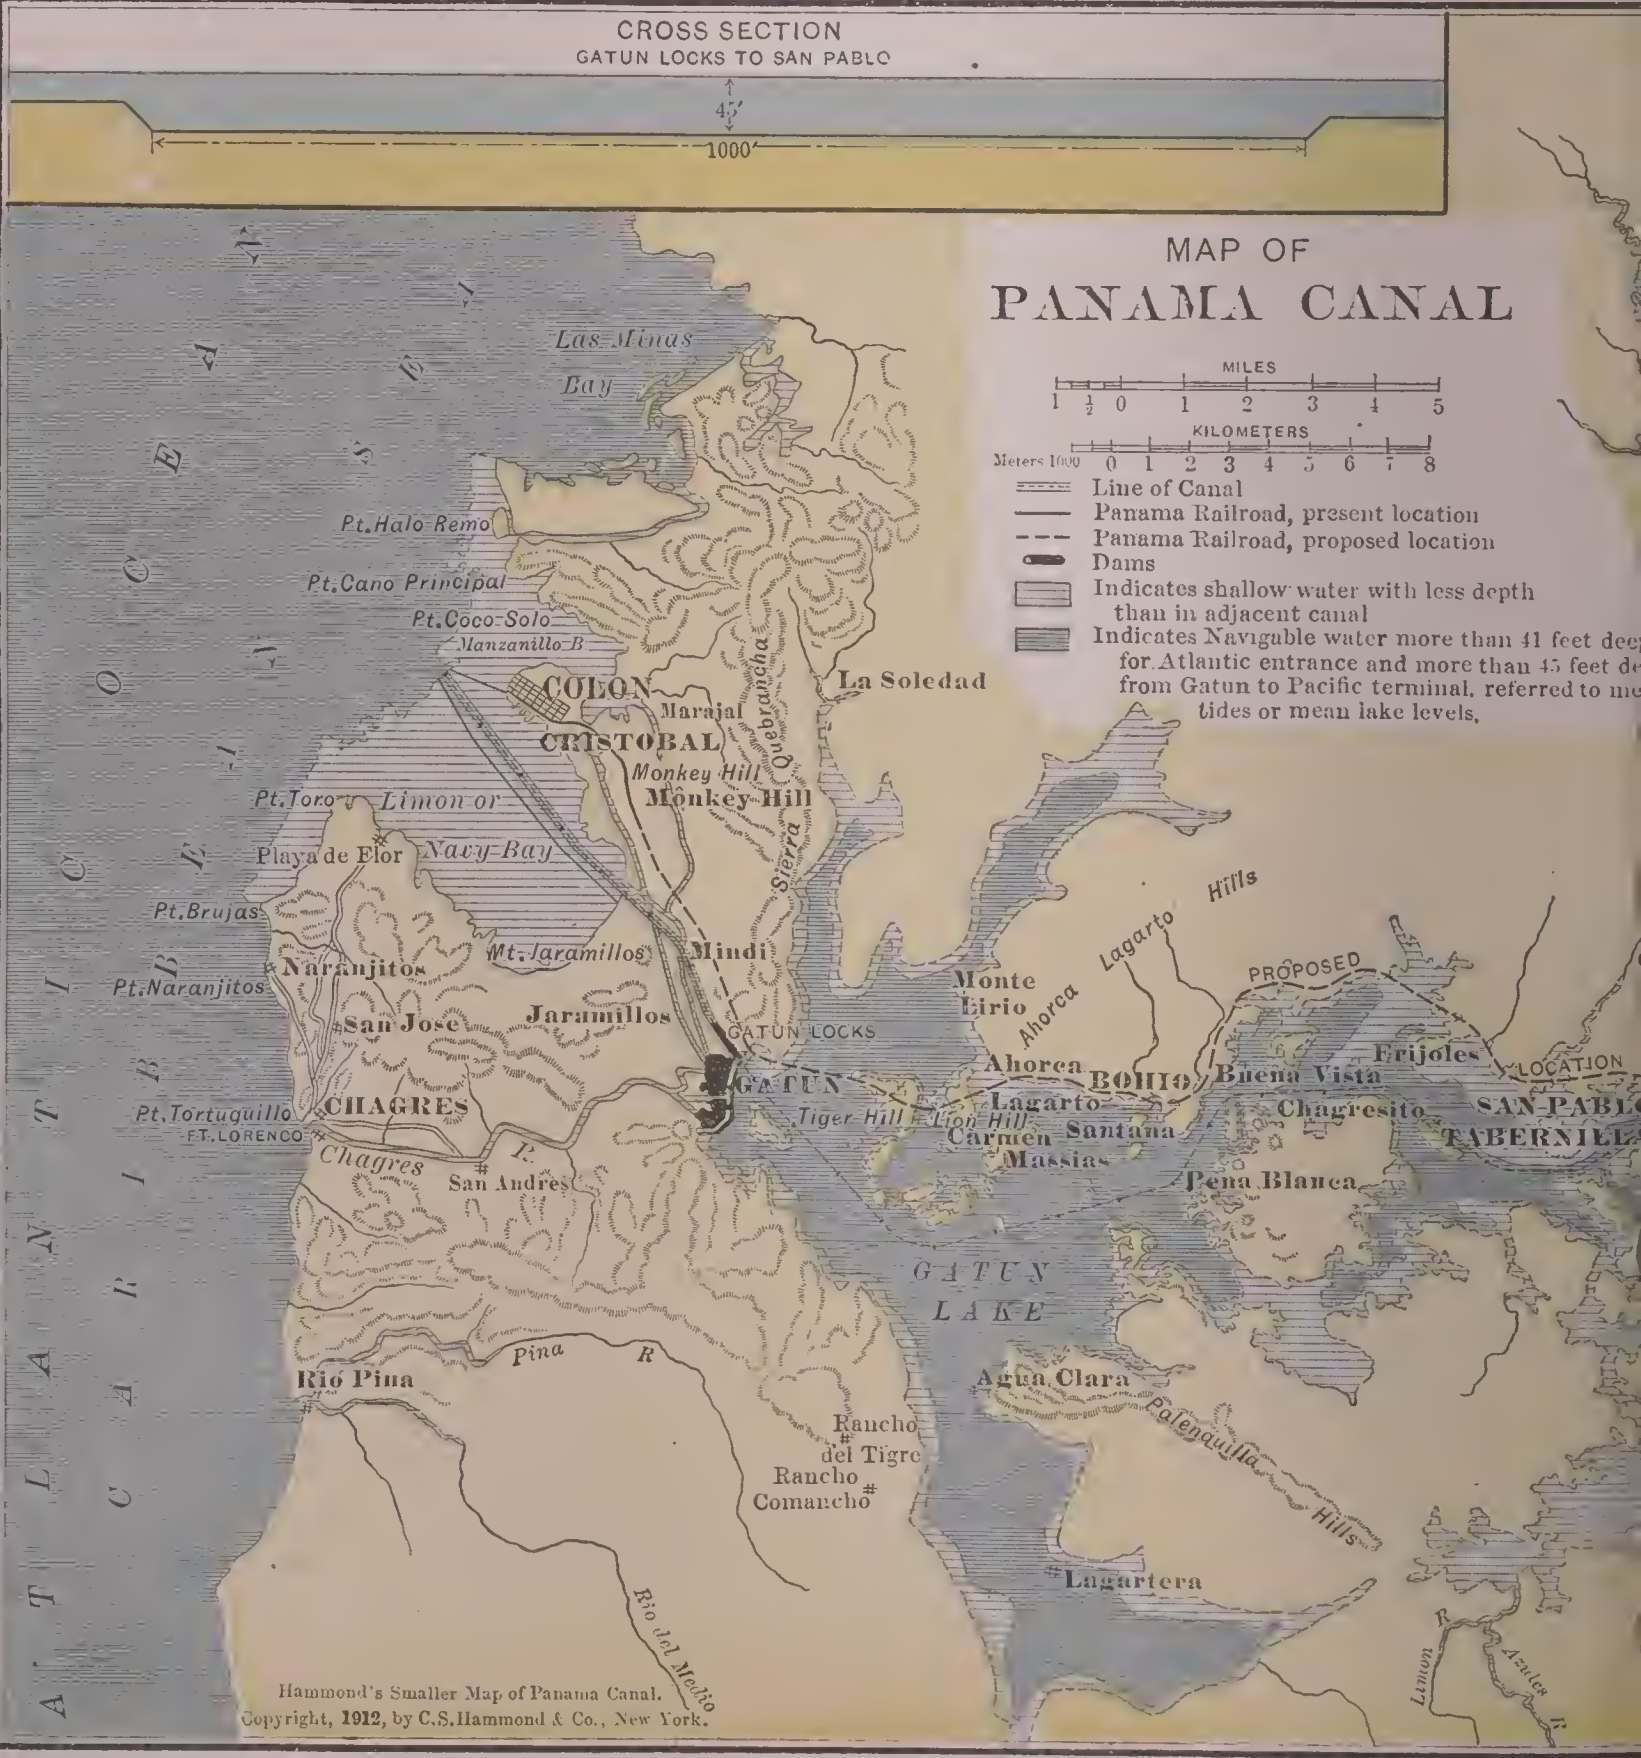 CROSS SECTION
GATUN LOCKS TO SAN PABLO
45'
1000'
MAP OF
PANAMA CANAL
MILES
1 ½ 0 1 2 3 4 5
KILOMETERS
Meters 1000 0 1 2 3 4 5 6 7 8
Line of Canal
Panama Railroad, present location
Panama Railroad, proposed location
Dams
Indicates shallow water with less depth
than in adjacent canal
Indicates Navigable water more than 41 feet
for Atlantic entrance and more than 45 feet
from Gatun to Pacific terminal, referred to
tides or mean lake levels.
ATLANTIC OCEAN
CARIBBEAN SEA
Las Minas
Bay
Pt. Halo Remo
Pt. Cano Principal
Pt. Coco Solo
Manzanillo B.
COLON
La Soledad
Marajal
CRISTOBAL
Sierra Quebrancha
Monkey Hill
Monkey Hill
Pt. Toro
Limon or
Navy Bay
Playa de Flor
Pt. Brujas
Mt. Jaramillos
Mindi
Naranjitos
Pt. Naranjitos
San Jose
Jaramillos
GATUN LOCKS
GATUN
Monte
Lirio
Ahorca Lagarto Hills
PROPOSED
LOCATION
Ahorca
BOHIO
Buena Vista
Frijoles
Pt. Tortuguillo
CHAGRES
FT. LORENCO
Tiger Hill
Lion Hill
Lagarto
Carmen
Santana
Massias
Chagresito
SAN PABLO
TABERNILL
Chagres R.
San Andres
Pena Blanca
GATUN
LAKE
Pina R
Rio Pina
Agua Clara
Palenquilla Hills
Rancho
del Tigre
Rancho
Comancho
Lagartera
Rio del Medio
Limon R
Azules R
Hammond's Smaller Map of Panama Canal.
Copyright, 1912, by C.S. Hammond & Co., New York.